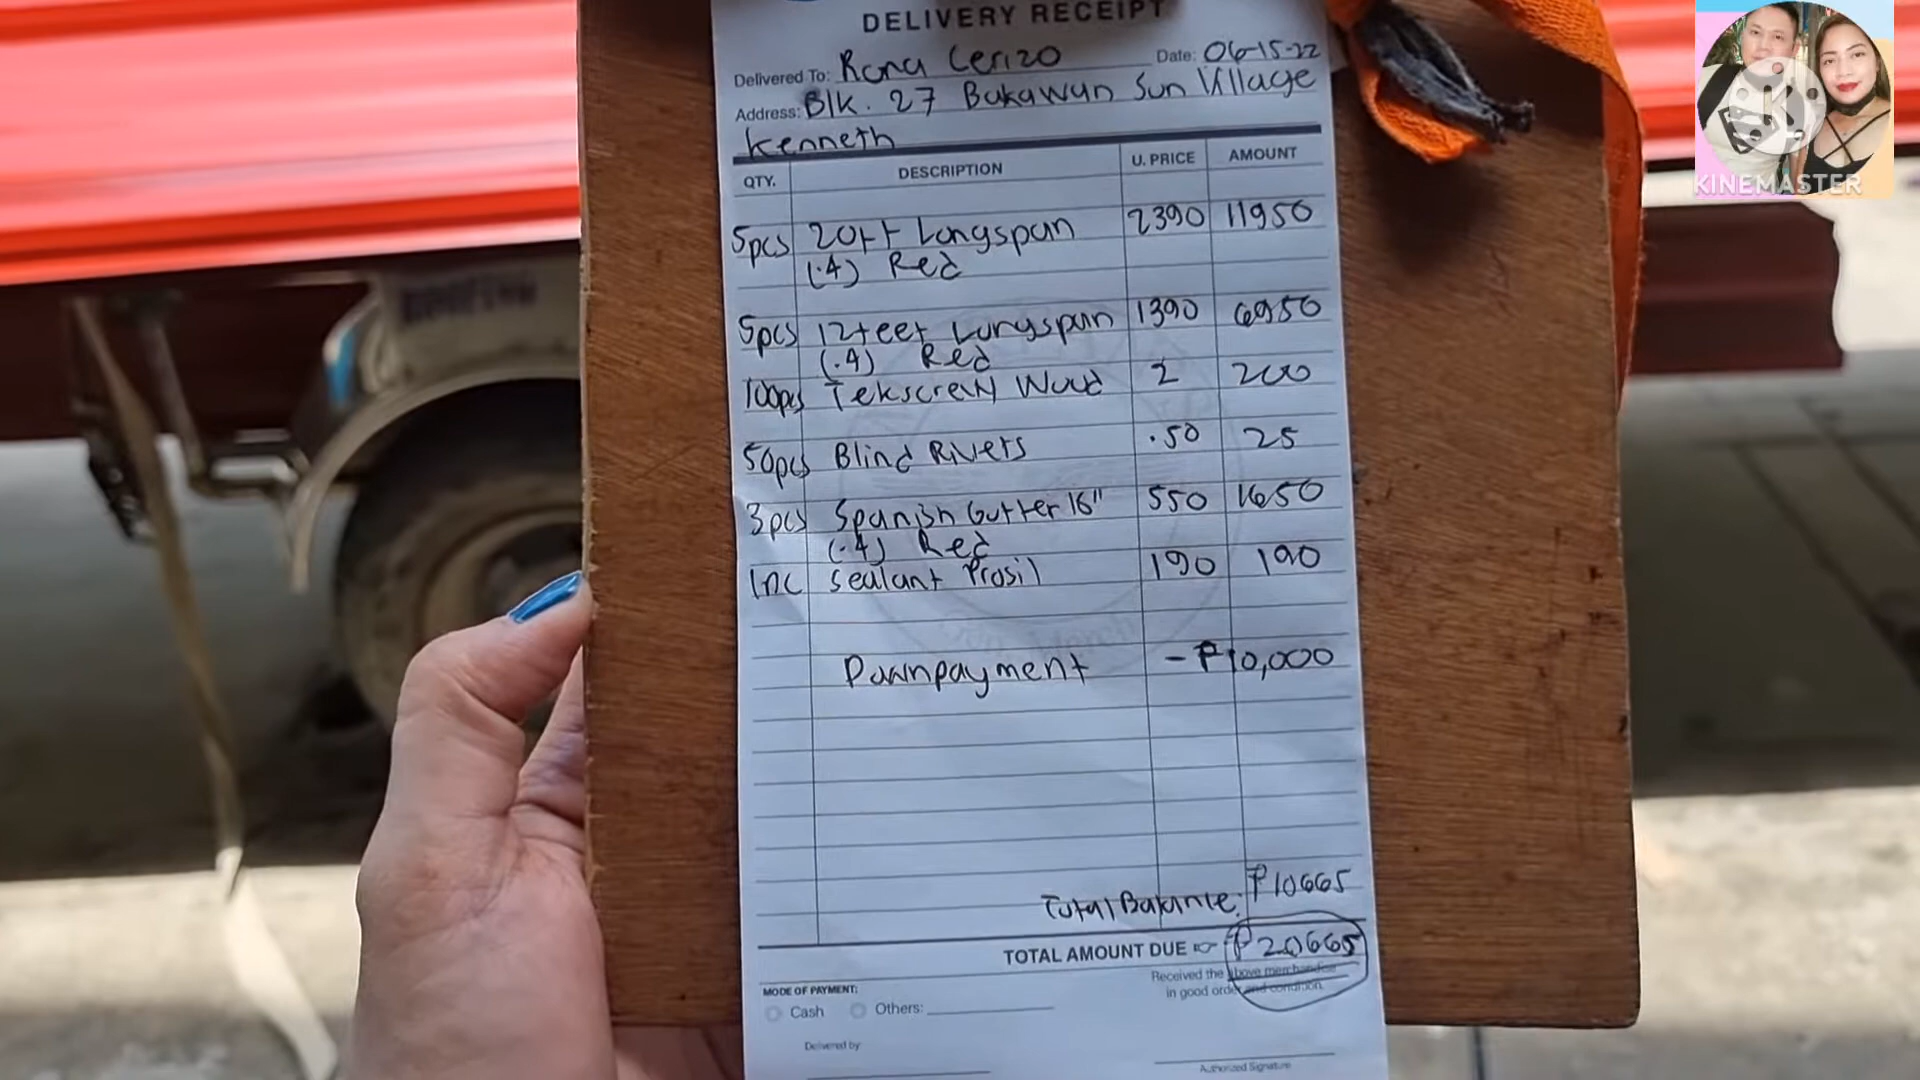 DELIVERY RECEIPT
Delivered To: Rona Cerizo Date: 06-15-22
Address: Blk. 27 Bakawan Sun Village
Kenneth
QTY. DESCRIPTION U. PRICE AMOUNT
5pcs 20ft Longspan 2390 11950
(.4) Red
5pcs 12feet Longspan 1390 6950
(.4) Red
100pcs Tekscrew Wood 2 200
50pcs Blind Rivets .50 25
3pcs Spanish Gutter 16" 550 1650
(.4) Red
1pc Sealant Prosil 190 190
Downpayment -₱10,000
Total Balance: ₱10665
TOTAL AMOUNT DUE ☞ ₱20665
Received the above merchandise
in good order and condition.
MODE OF PAYMENT:
Cash Others:
Delivered by
Authorized Signature
KINEMASTER